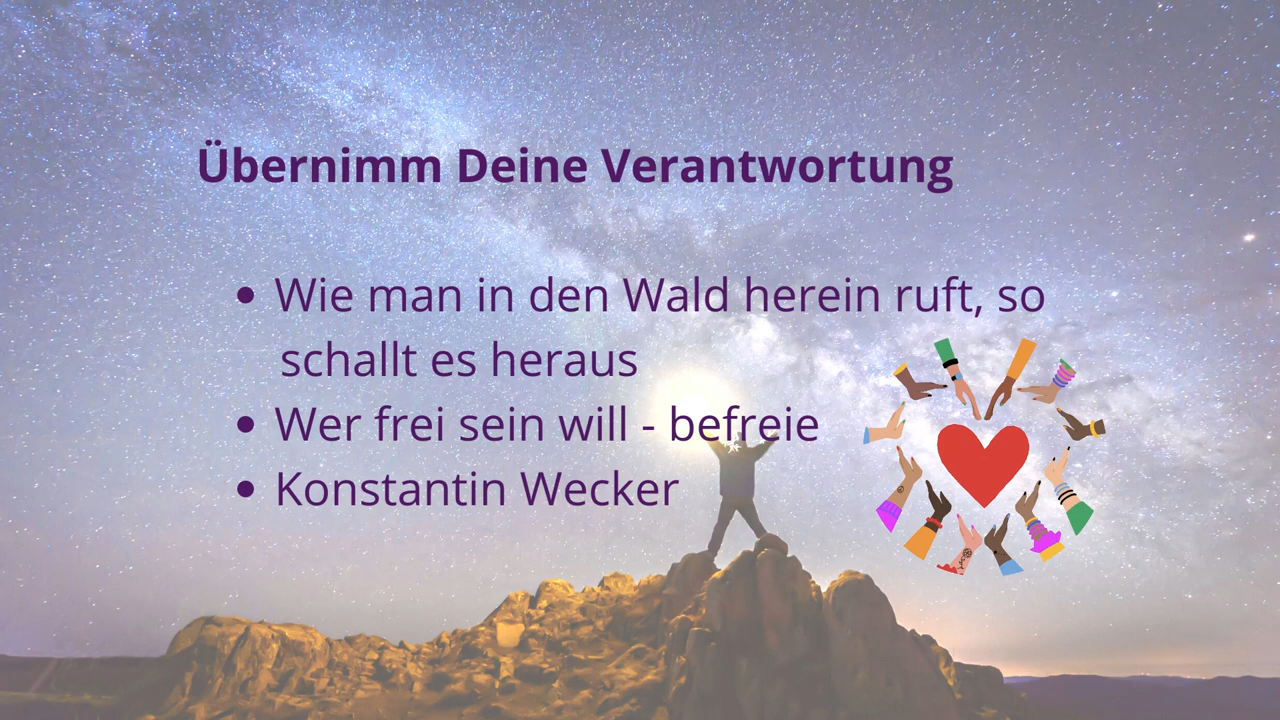 Übernimm Deine Verantwortung
• Wie man in den Wald herein ruft, so
schallt es heraus
• Wer frei sein will - befreie
• Konstantin Wecker